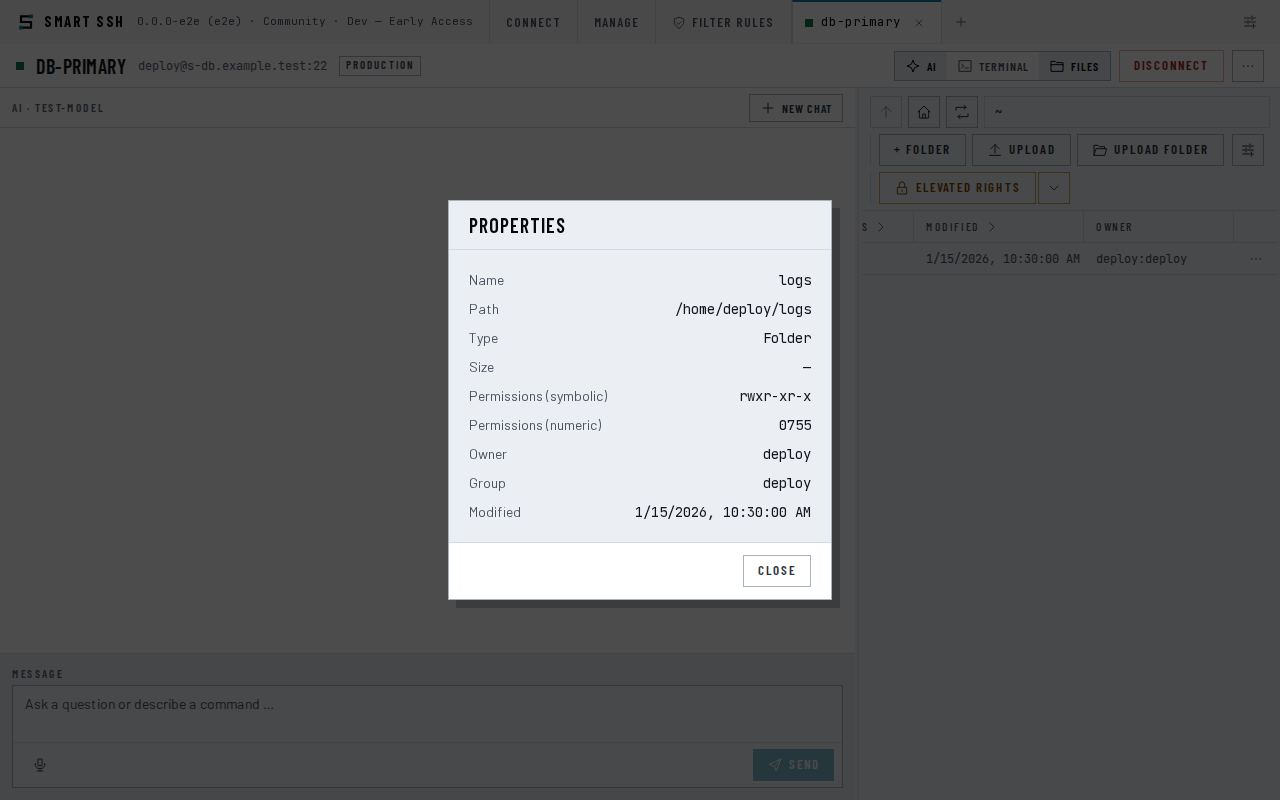 SMART SSH 0.0.0-e2e (e2e) · Community · Dev — Early Access CONNECT MANAGE FILTER RULES db-primary × +
DB-PRIMARY deploy@s-db.example.test:22 PRODUCTION AI TERMINAL FILES DISCONNECT ...
AI · TEST-MODEL + NEW CHAT ~
+ FOLDER UPLOAD UPLOAD FOLDER
ELEVATED RIGHTS
S MODIFIED OWNER
1/15/2026, 10:30:00 AM deploy:deploy ...
PROPERTIES
Name logs
Path /home/deploy/logs
Type Folder
Size —
Permissions (symbolic) rwxr-xr-x
Permissions (numeric) 0755
Owner deploy
Group deploy
Modified 1/15/2026, 10:30:00 AM
CLOSE
MESSAGE
Ask a question or describe a command ...
SEND